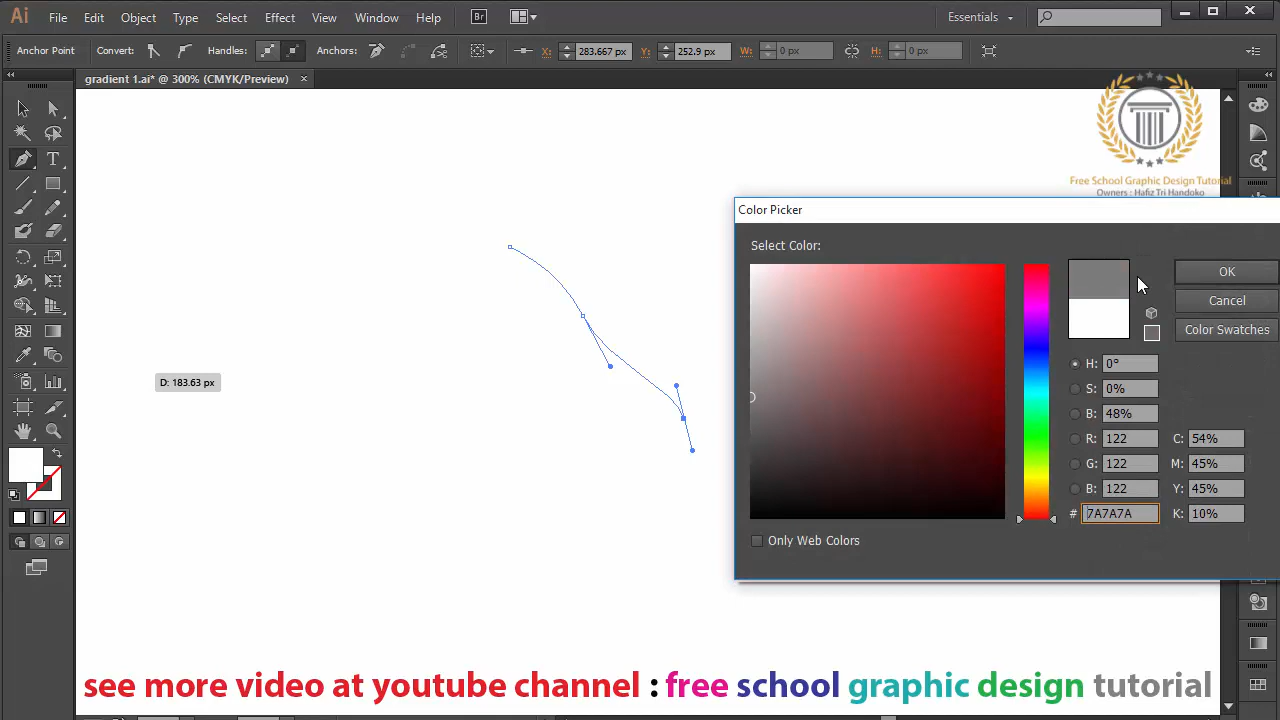 Ai File Edit Object Type Select Effect View Window Help Br Essentials
Anchor Point Convert: Handles: Anchors: X: 283.667 px Y: 252.9 px W: 0 px H: 0 px
gradient 1.ai* @ 300% (CMYK/Preview)
Free School Graphic Design Tutorial
Owners : Hafiz Tri Handoko
Color Picker
Select Color:
OK
Cancel
Color Swatches
H: 0°
D: 183.63 px
S: 0%
B: 48%
R: 122 C: 54%
G: 122 M: 45%
B: 122 Y: 45%
# 7A7A7A K: 10%
Only Web Colors
see more video at youtube channel : free school graphic design tutorial